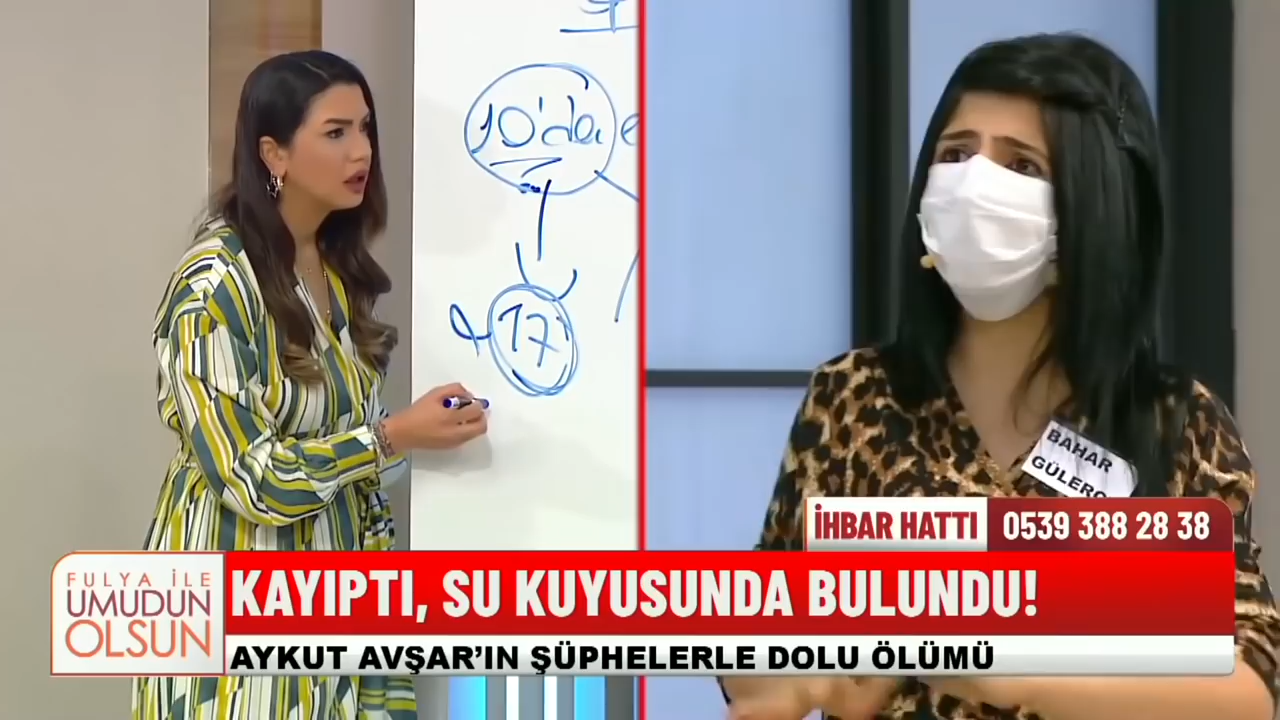 10'da
17
BAHAR
İHBAR HATTI 0539 388 28 38
FULYA İLE
UMUDUN
OLSUN
KAYIPTI, SU KUYUSUNDA BULUNDU!
AYKUT AVŞAR'IN ŞÜPHELERLE DOLU ÖLÜMÜ